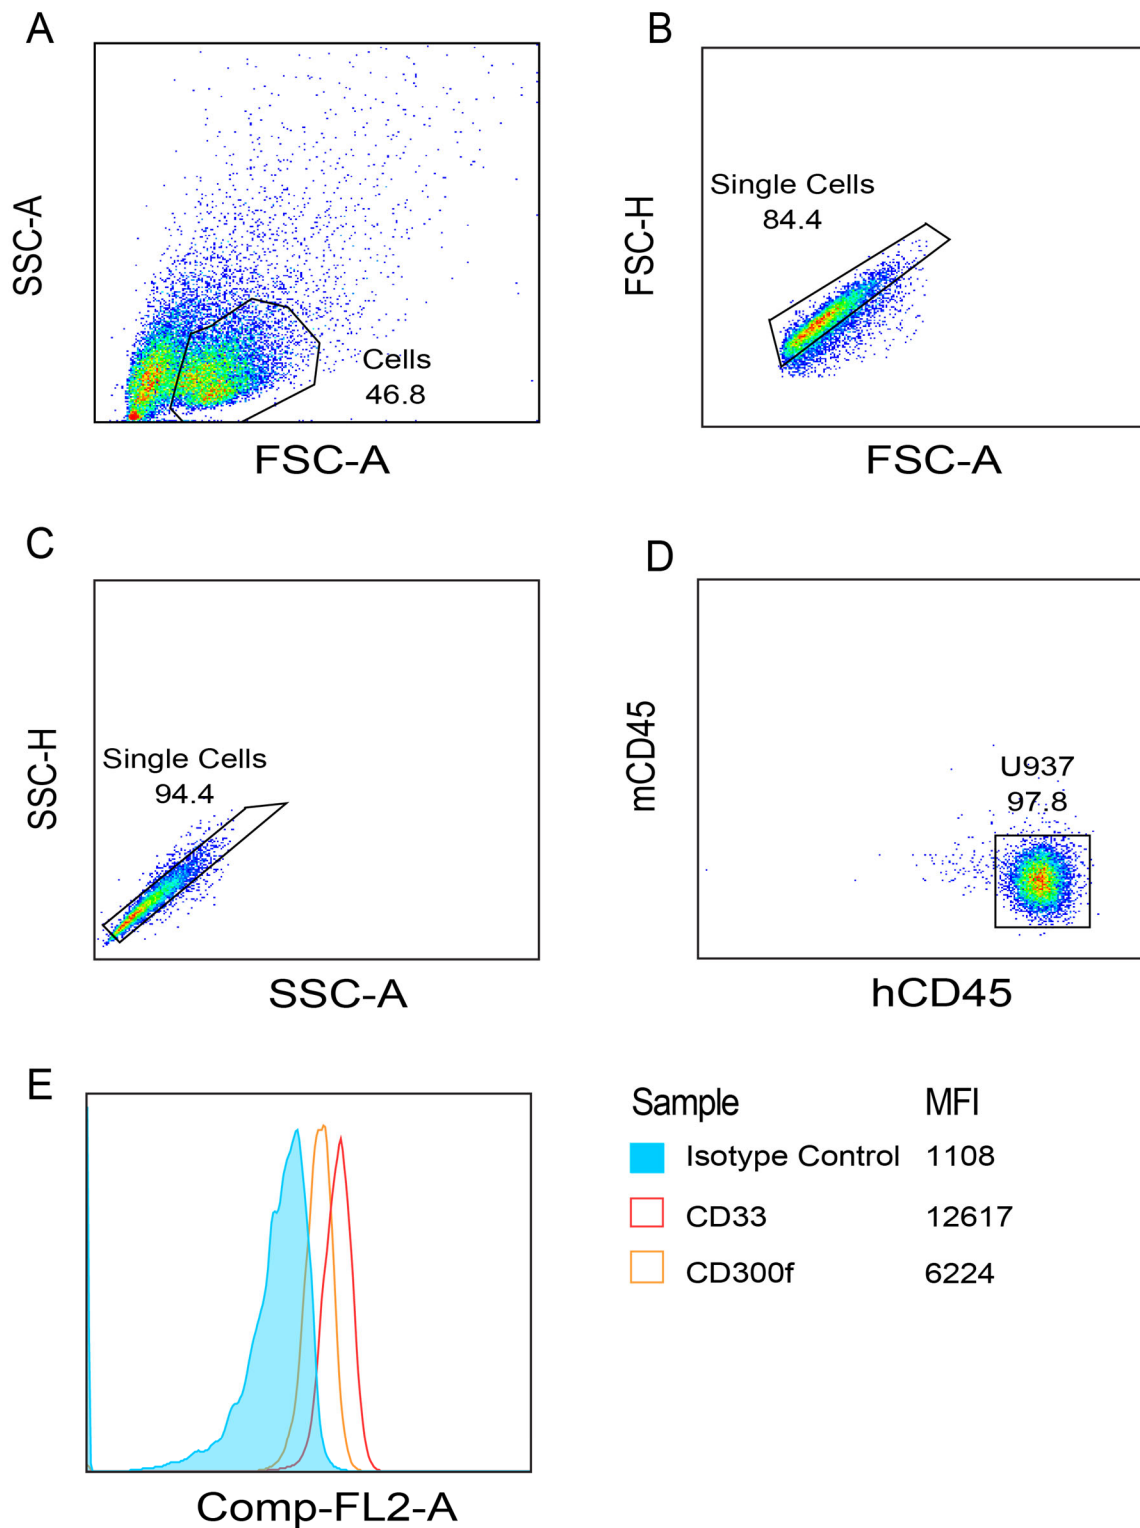 A
SSC-A
Cells
46.8
FSC-A
B
FSC-H
Single Cells
84.4
FSC-A
C
SSC-H
Single Cells
94.4
SSC-A
D
mCD45
U937
97.8
hCD45
E
Comp-FL2-A
Sample MFI
Isotype Control 1108
CD33 12617
CD300f 6224